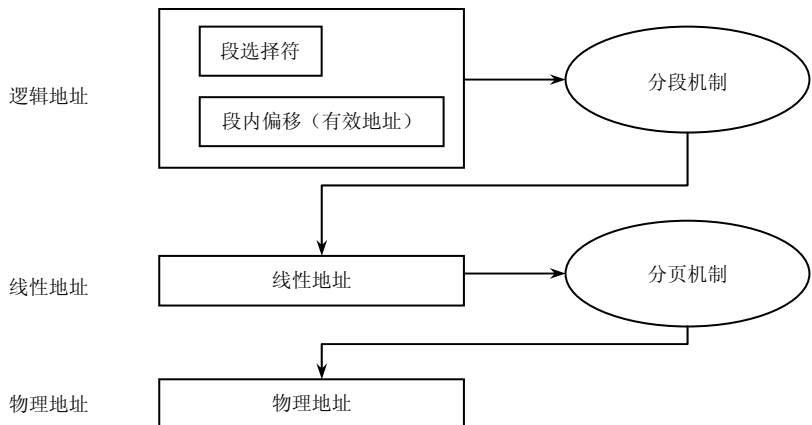 段选择符
逻辑地址
分段机制
段内偏移（有效地址）
线性地址
线性地址
分页机制
物理地址
物理地址